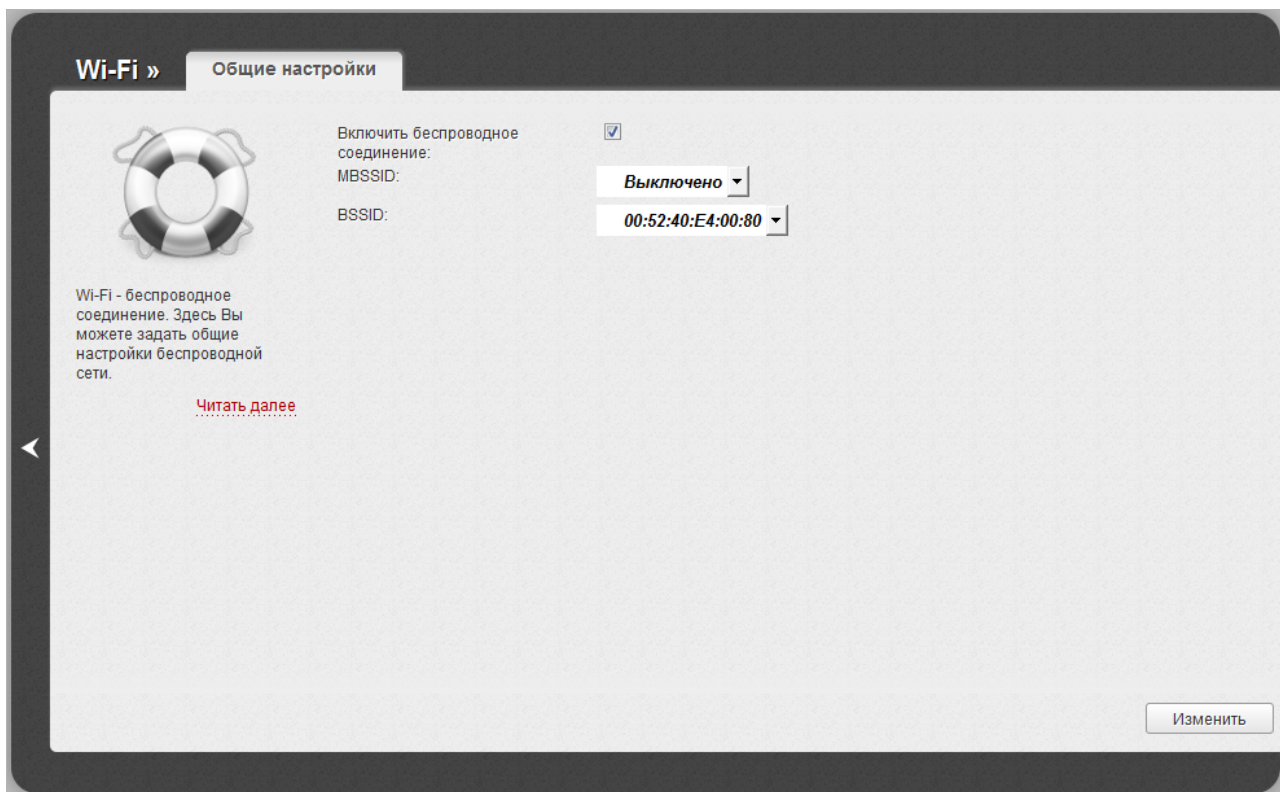 Wi-Fi »
Общие настройки
Включить беспроводное
соединение:
MBSSID:
Выключено
BSSID:
00:52:40:E4:00:80
Wi-Fi - беспроводное
соединение. Здесь Вы
можете задать общие
настройки беспроводной
сети.
Читать далее
Изменить